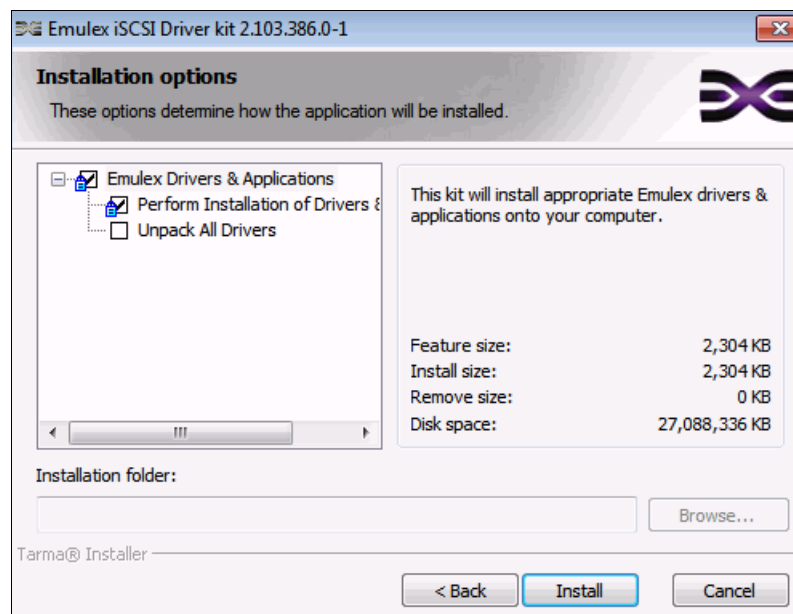 Emulex iSCSI Driver kit 2.103.386.0-1
Installation options
These options determine how the application will be installed.
Emulex Drivers & Applications
Perform Installation of Drivers &
Unpack All Drivers
This kit will install appropriate Emulex drivers &
applications onto your computer.
Feature size: 2,304 KB
Install size: 2,304 KB
Remove size: 0 KB
Disk space: 27,088,336 KB
Installation folder:
Browse...
Tarma® Installer
< Back Install Cancel